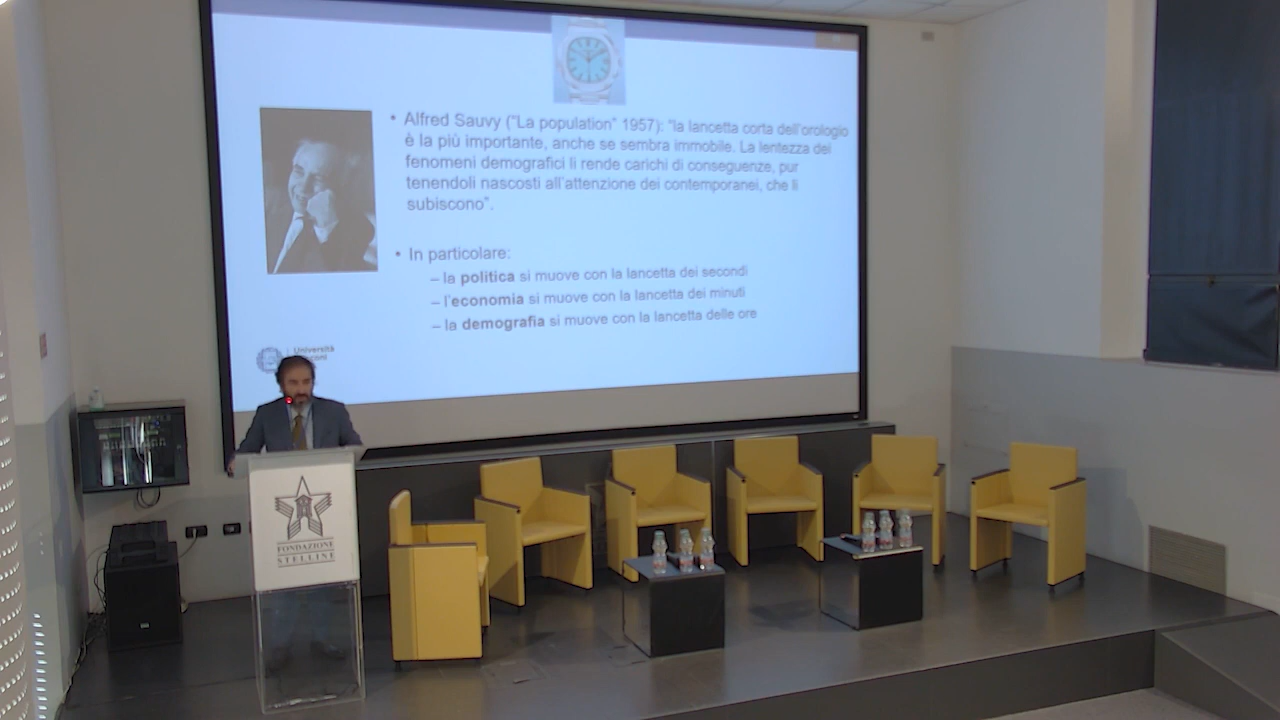 • Alfred Sauvy ("La population" 1957): "la lancetta corta dell'orologio
è la più importante, anche se sembra immobile. La lentezza dei
fenomeni demografici li rende carichi di conseguenze, pur
tenendoli nascosti all'attenzione dei contemporanei, che li
subiscono".
• In particolare:
– la politica si muove con la lancetta dei secondi
– l'economia si muove con la lancetta dei minuti
– la demografia si muove con la lancetta delle ore
Università
FONDAZIONE
STELLINE